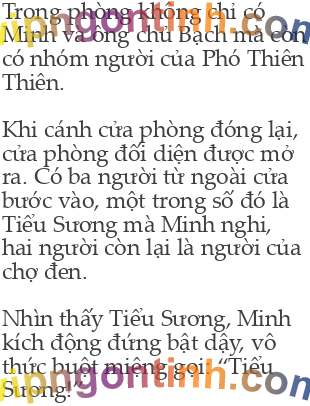 Trong phòng không chỉ có
Minh và ông chủ Bạch mà còn
có nhóm người của Phó Thiên
Thiên.
Khi cánh cửa phòng đóng lại,
cửa phòng đối diện được mở
ra. Có ba người từ ngoài cửa
bước vào, một trong số đó là
Tiểu Sương mà Minh nghi,
hai người còn lại là người của
chợ đen.
Nhìn thấy Tiểu Sương, Minh
kích động đứng bật dậy, vô
thức buột miệng gọi: “Tiểu
Sương!”